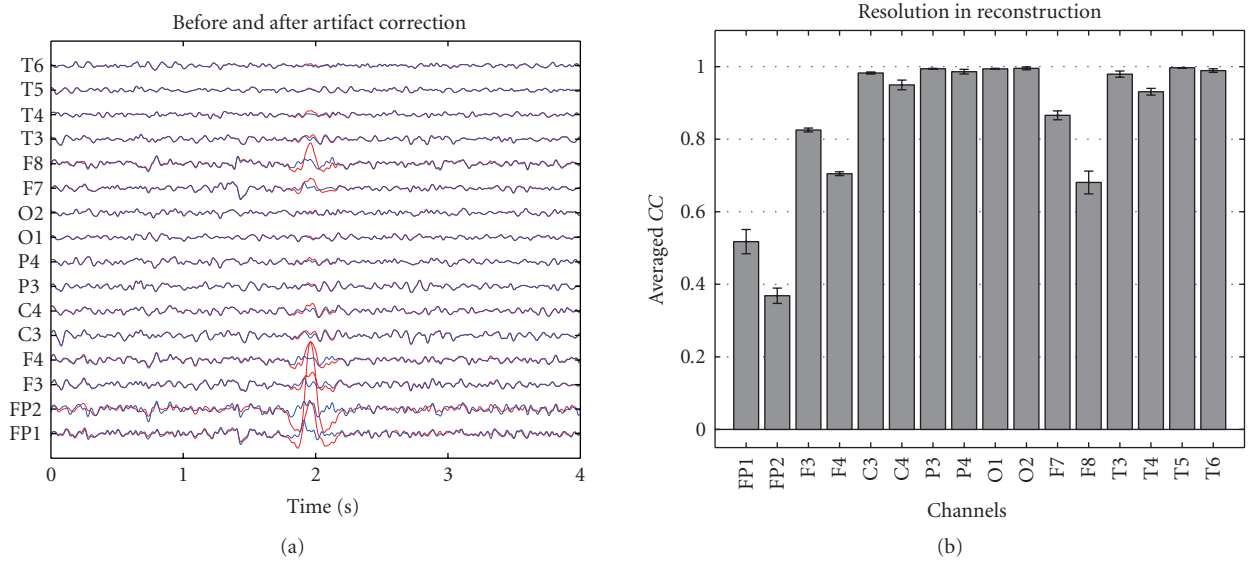 Before and after artifact correction
T6
T5
T4
T3
F8
F7
O2
O1
P4
P3
C4
C3
F4
F3
FP2
FP1
0 1 2 3 4
Time (s)
(a)
Resolution in reconstruction
Averaged CC
1
0.8
0.6
0.4
0.2
0
FP1 FP2 F3 F4 C3 C4 P3 P4 O1 O2 F7 F8 T3 T4 T5 T6
Channels
(b)